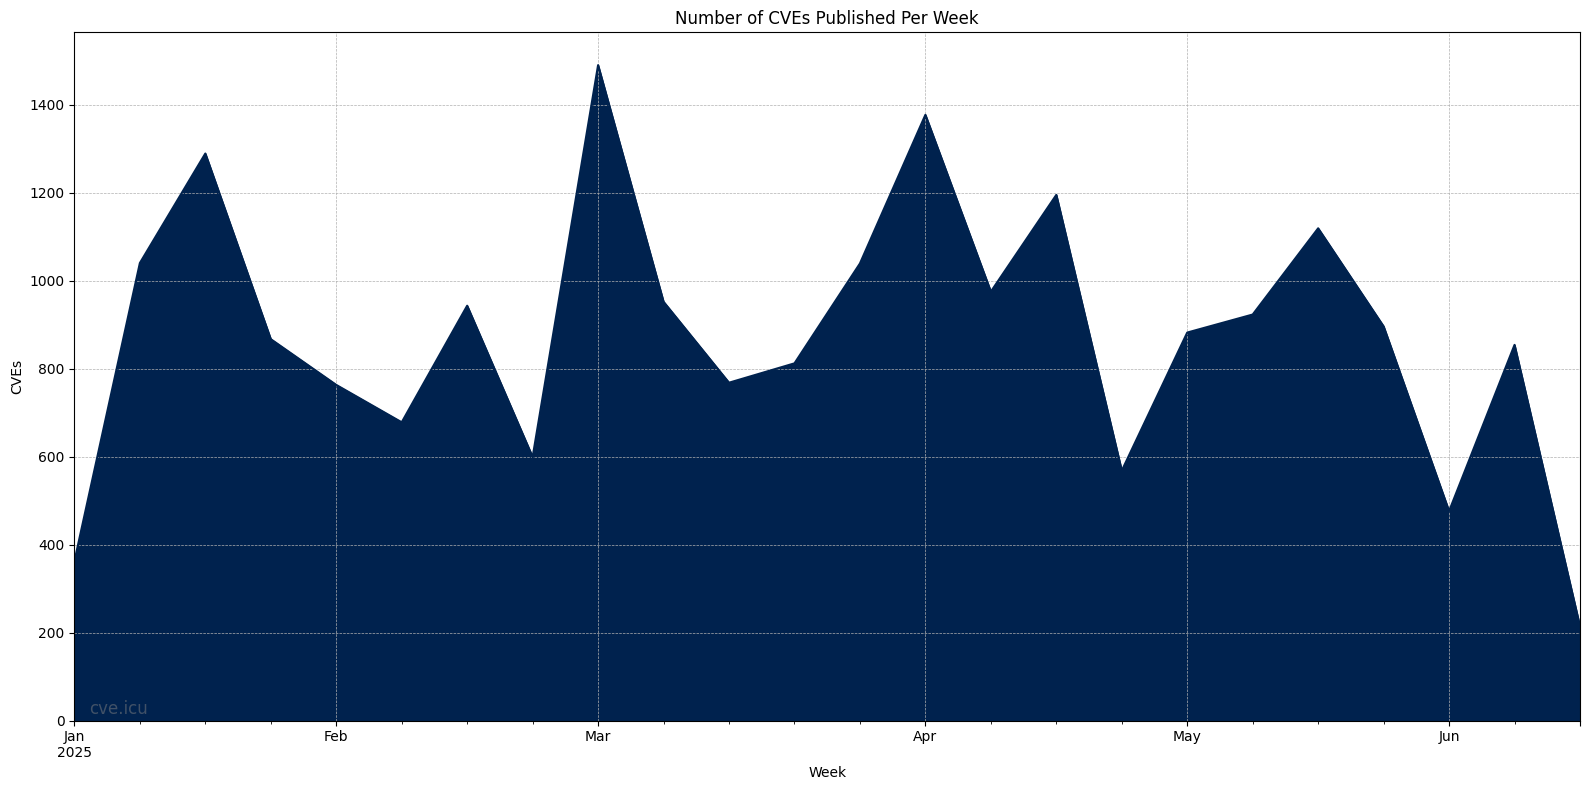 Number of CVEs Published Per Week
1400
1200
1000
800
600
400
200
0
CVEs
cve.icu
Jan Feb Mar Apr May Jun
2025
Week